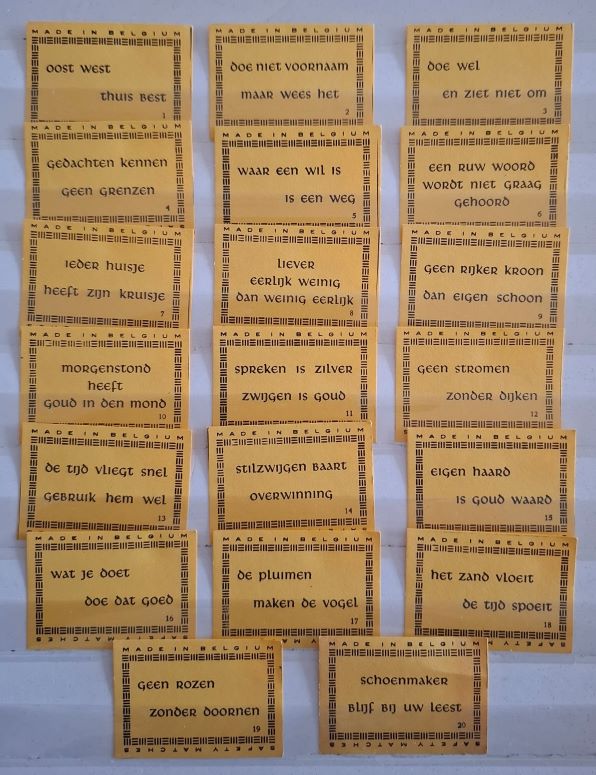 MADE IN BELGIUM
OOST WEST
THUIS BEST
1
MADE IN BELGIUM
DOE NIET VOORNAAM
MAAR WEES HET
2
MADE IN BELGIUM
DOE WEL
EN ZIET NIET OM
3
MADE IN BELGIUM
GEDACHTEN KENNEN
GEEN GRENZEN
4
MADE IN BELGIUM
WAAR EEN WIL IS
IS EEN WEG
5
MADE IN BELGIUM
EEN RUW WOORD
WORDT NIET GRAAG
GEHOORD
6
MADE IN BELGIUM
IEDER HUISJE
HEEFT ZIJN KRUISJE
7
MADE IN BELGIUM
LIEVER
EERLIJK WEINIG
DAN WEINIG EERLIJK
8
MADE IN BELGIUM
GEEN RIJKER KROON
DAN EIGEN SCHOON
9
MADE IN BELGIUM
MORGENSTOND
HEEFT
GOUD IN DEN MOND
10
MADE IN BELGIUM
SPREKEN IS ZILVER
ZWIJGEN IS GOUD
11
MADE IN BELGIUM
GEEN STROMEN
ZONDER DIJKEN
12
MADE IN BELGIUM
DE TIJD VLIEGT SNEL
GEBRUIK HEM WEL
13
MADE IN BELGIUM
STILZWIJGEN BAART
OVERWINNING
14
MADE IN BELGIUM
EIGEN HAARD
IS GOUD WAARD
15
MADE IN BELGIUM
WAT JE DOET
DOE DAT GOED
16
SAFETY MATCHES
MADE IN BELGIUM
DE PLUIMEN
MAKEN DE VOGEL
17
SAFETY MATCHES
MADE IN BELGIUM
HET ZAND VLOEIT
DE TIJD SPOEIT
18
SAFETY MATCHES
MADE IN BELGIUM
GEEN ROZEN
ZONDER DOORNEN
19
SAFETY MATCHES
MADE IN BELGIUM
SCHOENMAKER
BLIJF BIJ UW LEEST
20
SAFETY MATCHES